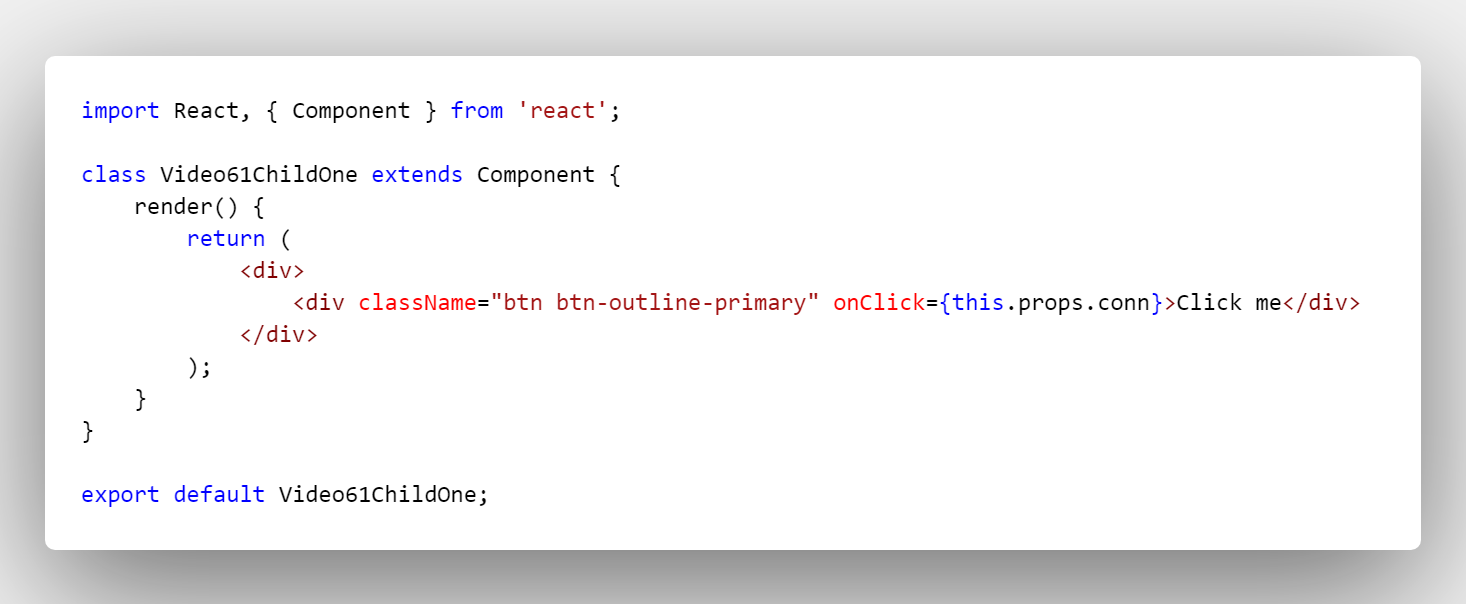 import React, { Component } from 'react';

class Video61ChildOne extends Component {
    render() {
        return (
            <div>
                <div className="btn btn-outline-primary" onClick={this.props.conn}>Click me</div>
            </div>
        );
    }
}

export default Video61ChildOne;